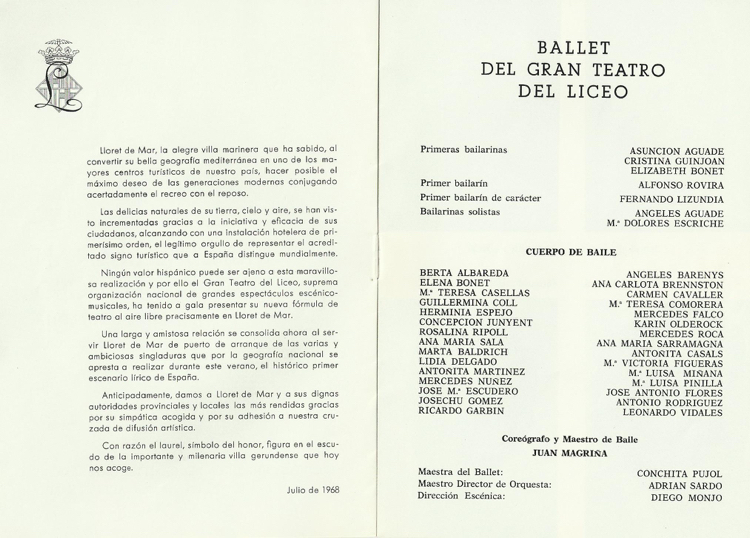 L
Lloret de Mar, la alegre villa marinera que ha sabido, al
convertir su bella geografía mediterránea en uno de los ma-
yores centros turísticos de nuestro país, hacer posible el
máximo deseo de las generaciones modernas conjugando
acertadamente el recreo con el reposo.
Las delicias naturales de su tierra, cielo y aire, se han vis-
to incrementadas gracias a la iniciativa y eficacia de sus
ciudadanos, alcanzando con una instalación hotelera de pri-
merísimo orden, el legítimo orgullo de representar el acredi-
tado signo turístico que a España distingue mundialmente.
Ningún valor hispánico puede ser ajeno a esta maravillo-
sa realización y por ello el Gran Teatro del Liceo, suprema
organización nacional de grandes espectáculos escénico-
musicales, ha tenido a gala presentar su nueva fórmula de
teatro al aire libre precisamente en Lloret de Mar.
Una larga y amistosa relación se consolida ahora al ser-
vir Lloret de Mar de puerto de arranque de las varias y
ambiciosas singladuras que por la geografía nacional se
apresta a realizar durante este verano, el histórico primer
escenario lírico de España.
Anticipadamente, damos a Lloret de Mar y a sus dignas
autoridades provinciales y locales las más rendidas gracias
por su simpática acogida y por su adhesión a nuestra cru-
zada de difusión artística.
Con razón el laurel, símbolo del honor, figura en el escu-
do de la importante y milenaria villa gerundense que hoy
nos acoge.
Julio de 1968
BALLET
DEL GRAN TEATRO
DEL LICEO
Primeras bailarinas ASUNCION AGUADE
CRISTINA GUINJOAN
ELIZABETH BONET
Primer bailarín ALFONSO ROVIRA
Primer bailarín de carácter FERNANDO LIZUNDIA
Bailarinas solistas ANGELES AGUADE
M.ª DOLORES ESCRICHE
CUERPO DE BAILE
BERTA ALBAREDA ANGELES BARENYS
ELENA BONET ANA CARLOTA BRENNSTON
M.ª TERESA CASELLAS CARMEN CAVALLER
GUILLERMINA COLL M.ª TERESA COMORERA
HERMINIA ESPEJO MERCEDES FALCO
CONCEPCION JUNYENT KARIN OLDEROCK
ROSALINA RIPOLL MERCEDES ROCA
ANA MARIA SALA ANA MARIA SARRAMAGNA
MARTA BALDRICH ANTOÑITA CASALS
LIDIA DELGADO M.ª VICTORIA FIGUERAS
ANTOÑITA MARTINEZ M.ª LUISA MIÑANA
MERCEDES NUÑEZ M.ª LUISA PINILLA
JOSE M.ª ESCUDERO JOSE ANTONIO FLORES
JOSECHU GOMEZ ANTONIO RODRIGUEZ
RICARDO GARBIN LEONARDO VIDALES
Coreógrafo y Maestro de Baile
JUAN MAGRIÑA
Maestra del Ballet: CONCHITA PUJOL
Maestro Director de Orquesta: ADRIAN SARDO
Dirección Escénica: DIEGO MONJO